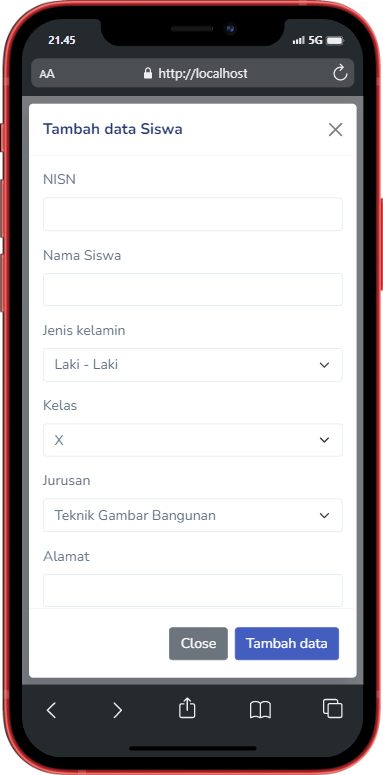 21.45
5G
AA
http://localhost
Tambah data Siswa
NISN
Nama Siswa
Jenis kelamin
Laki - Laki
Kelas
X
Jurusan
Teknik Gambar Bangunan
Alamat
Close
Tambah data